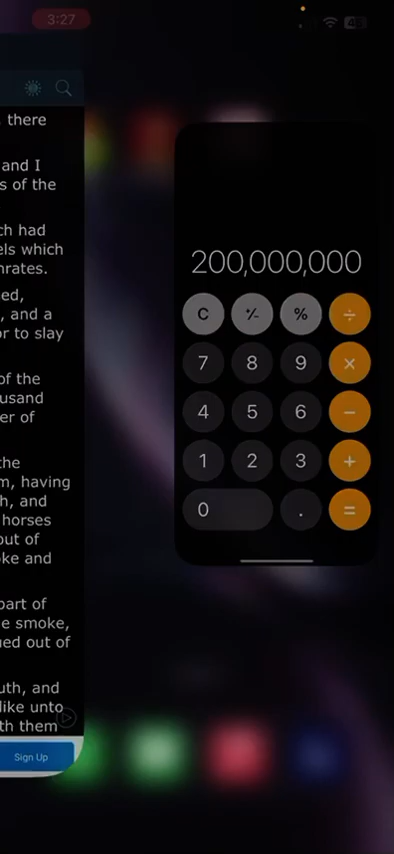 3:27
there
and I
s of the
ch had
els which
hrates.
ed,
, and a
or to slay
of the
usand
er of
the
m, having
h, and
horses
out of
oke and
part of
e smoke,
ued out of
uth, and
like unto
th them
Sign Up
200,000,000
C +/- % ÷
7 8 9 ×
4 5 6 −
1 2 3 +
0 . =